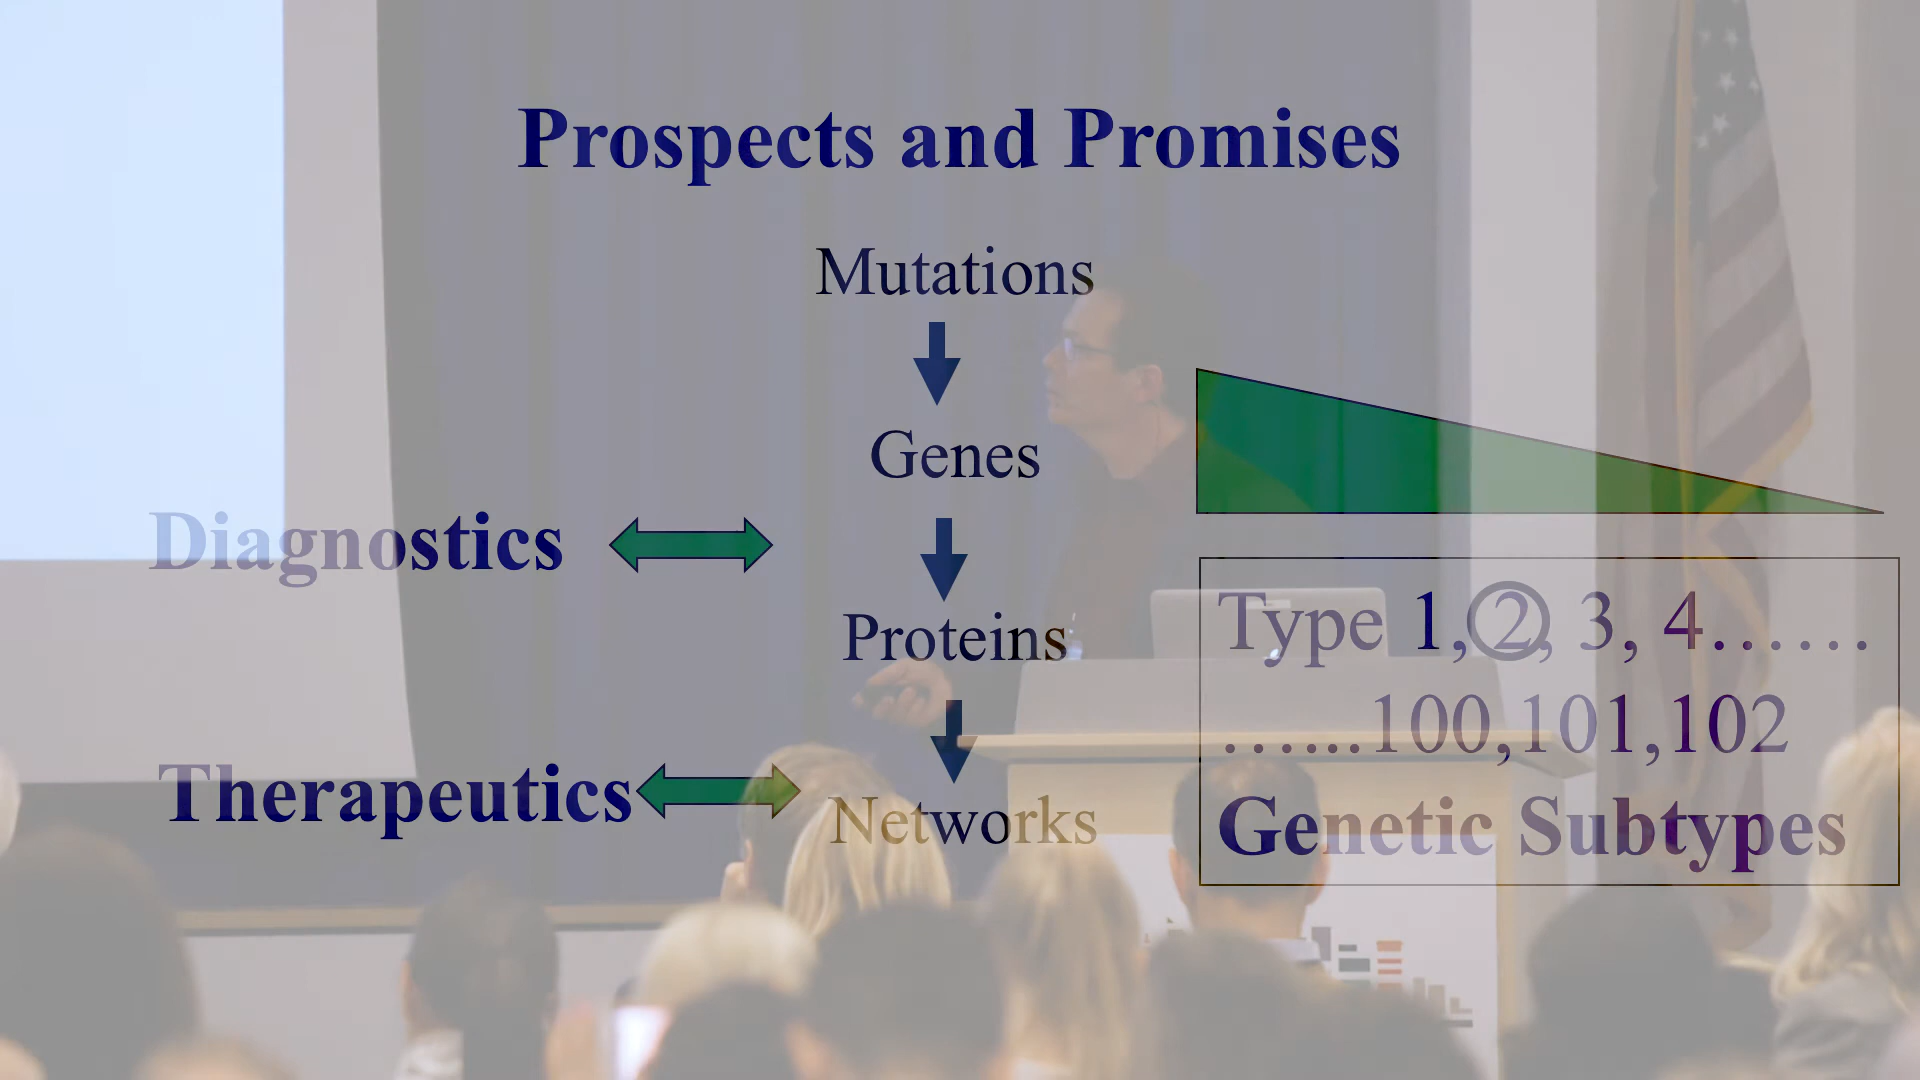 Prospects and Promises
Mutations
Genes
Diagnostics
Proteins
Type 1, 2, 3, 4……
……100,101,102
Therapeutics
Networks
Genetic Subtypes